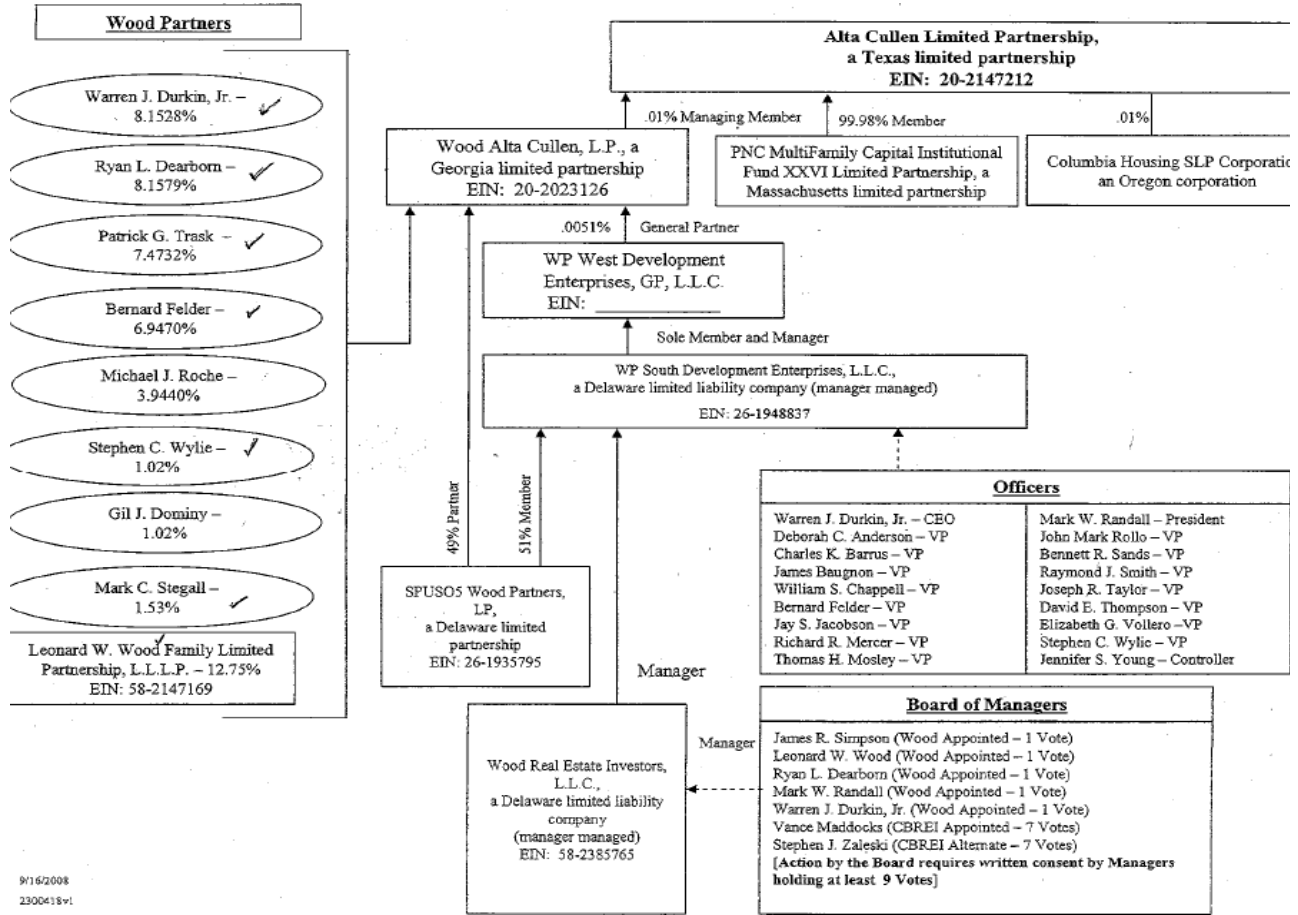 Wood Partners
Warren J. Durkin, Jr. –
8.1528%
Ryan L. Dearborn –
8.1579%
Patrick G. Trask –
7.4732%
Bernard Felder –
6.9470%
Michael J. Roche –
3.9440%
Stephen C. Wylie –
1.02%
Gil J. Dominy –
1.02%
Mark C. Stegall –
1.53%
Leonard W. Wood Family Limited
Partnership, L.L.L.P. – 12.75%
EIN: 58-2147169
Alta Cullen Limited Partnership,
a Texas limited partnership
EIN: 20-2147212
.01% Managing Member
99.98% Member
.01%
Wood Alta Cullen, L.P., a
Georgia limited partnership
EIN: 20-2023126
PNC MultiFamily Capital Institutional
Fund XXVI Limited Partnership, a
Massachusetts limited partnership
Columbia Housing SLP Corporatio
an Oregon corporation
.0051% General Partner
WP West Development
Enterprises, GP, L.L.C.
EIN:
Sole Member and Manager
WP South Development Enterprises, L.L.C.,
a Delaware limited liability company (manager managed)
EIN: 26-1948837
49% Partner
51% Member
SPUSO5 Wood Partners,
LP,
a Delaware limited
partnership
EIN: 26-1935795
Manager
Officers
Warren J. Durkin, Jr. – CEO
Deborah C. Anderson – VP
Charles K. Barrus – VP
James Baugnon – VP
William S. Chappell – VP
Bernard Felder – VP
Jay S. Jacobson – VP
Richard R. Mercer – VP
Thomas H. Mosley – VP
Mark W. Randall – President
John Mark Rollo – VP
Bennett R. Sands – VP
Raymond J. Smith – VP
Joseph R. Taylor – VP
David E. Thompson – VP
Elizabeth G. Vollero – VP
Stephen C. Wylie – VP
Jennifer S. Young – Controller
Wood Real Estate Investors,
L.L.C.,
a Delaware limited liability
company
(manager managed)
EIN: 58-2385765
Manager
Board of Managers
James R. Simpson (Wood Appointed – 1 Vote)
Leonard W. Wood (Wood Appointed – 1 Vote)
Ryan L. Dearborn (Wood Appointed – 1 Vote)
Mark W. Randall (Wood Appointed – 1 Vote)
Warren J. Durkin, Jr. (Wood Appointed – 1 Vote)
Vance Maddocks (CBREI Appointed – 7 Votes)
Stephen J. Zaleski (CBREI Alternate – 7 Votes)
[Action by the Board requires written consent by Managers
holding at least 9 Votes]
9/16/2008
2300418v1